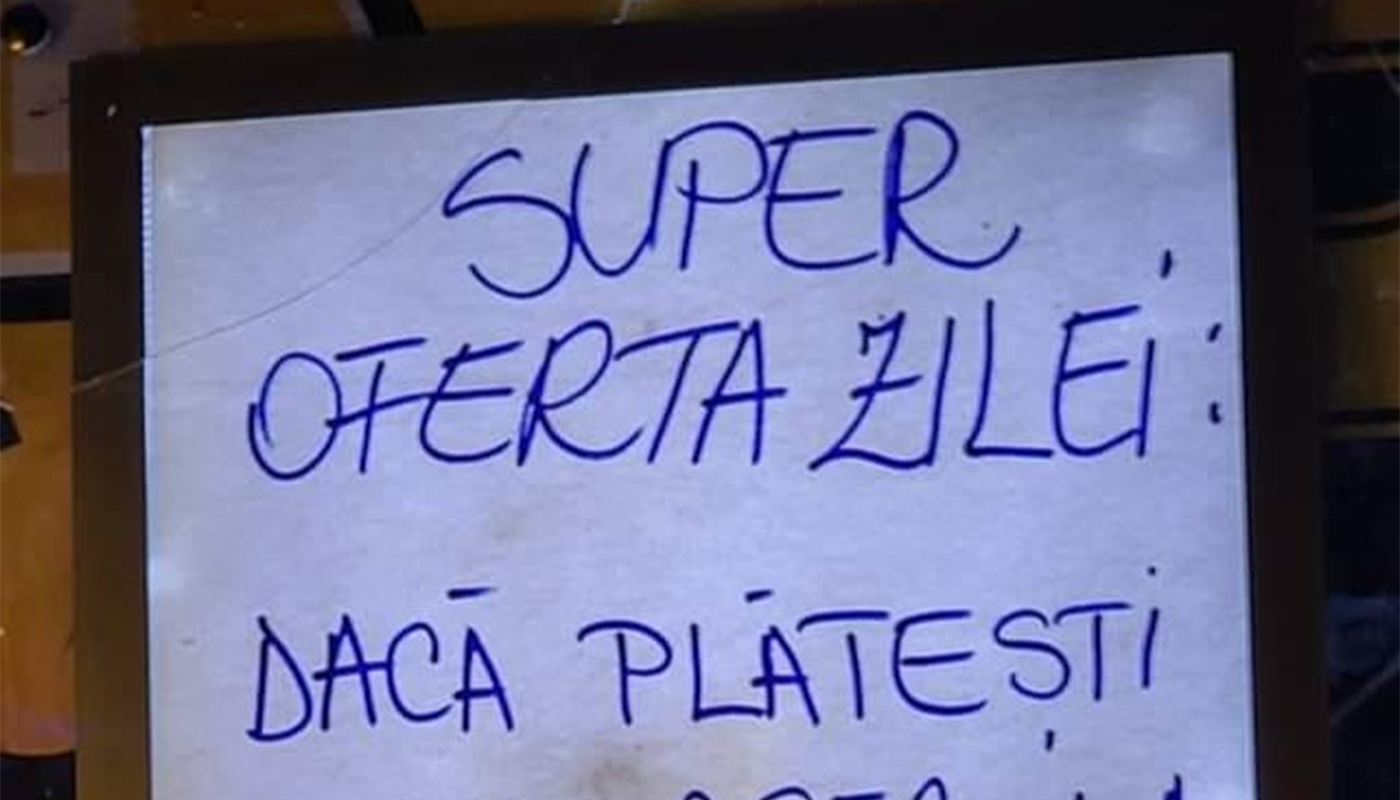 SUPER
OFERTA ZILEI:
DACĂ PLĂTEȘTI